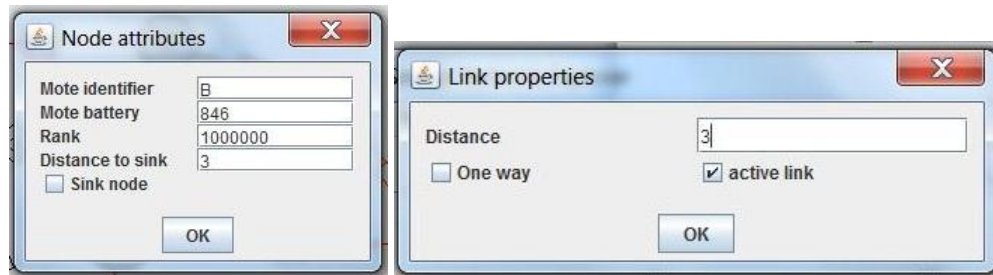 Node attributes
Mote identifier B
Mote battery 846
Rank 1000000
Distance to sink 3
Sink node
OK
Link properties
Distance 3
One way active link
OK